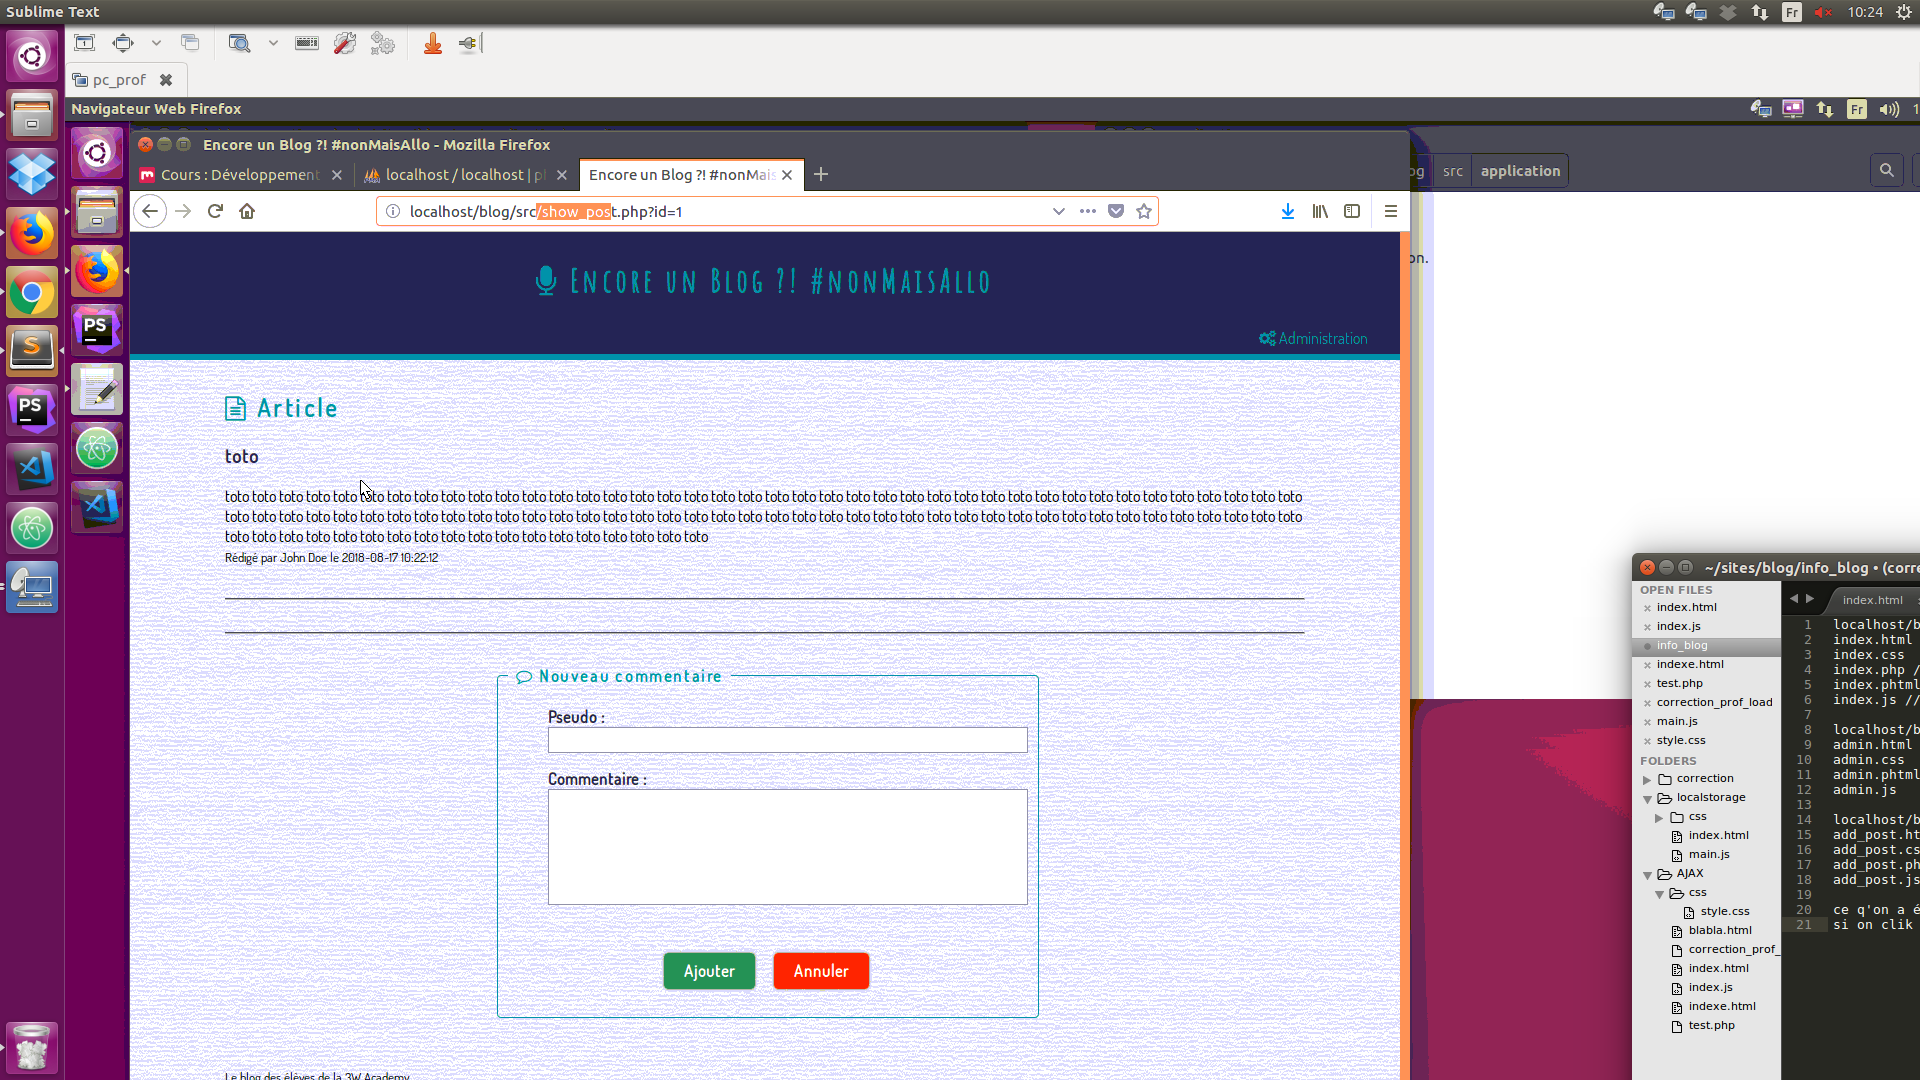 Sublime Text
Fr
10:24
pc_prof
Navigateur Web Firefox
Fr
1
Encore un Blog ?! #nonMaisAllo - Mozilla Firefox
Cours : Développement
localhost / localhost | p
Encore un Blog ?! #nonMais
og
src
application
localhost/blog/src/show_post.php?id=1
on.
Encore un Blog ?! #nonMaisAllo
Administration
Article
toto
toto toto toto toto toto toto toto toto toto toto toto toto toto toto toto toto toto toto toto toto toto toto toto toto toto toto toto toto toto toto toto toto toto toto toto toto toto toto toto toto
toto toto toto toto toto toto toto toto toto toto toto toto toto toto toto toto toto toto toto toto toto toto toto toto toto toto toto toto toto toto toto toto toto toto toto toto toto toto toto toto
toto toto toto toto toto toto toto toto toto toto toto toto toto toto toto toto toto toto
Rédigé par John Doe le 2018-08-17 10:22:12
Nouveau commentaire
Pseudo :
Commentaire :
Ajouter
Annuler
Le blog des élèves de la 3W Academy
PS
PS
S
~/sites/blog/info_blog • (corre
OPEN FILES
index.html
index.js
info_blog
indexe.html
test.php
correction_prof_load
main.js
style.css
FOLDERS
correction
localstorage
css
index.html
main.js
AJAX
css
style.css
blabla.html
correction_prof_
index.html
index.js
indexe.html
test.php
index.html
1 localhost/b
2 index.html
3 index.css
4 index.php /
5 index.phtml
6 index.js //
7
8 localhost/b
9 admin.html
10 admin.css
11 admin.phtml
12 admin.js
13
14 localhost/b
15 add_post.ht
16 add_post.cs
17 add_post.ph
18 add_post.js
19
20 ce q'on a é
21 si on clik